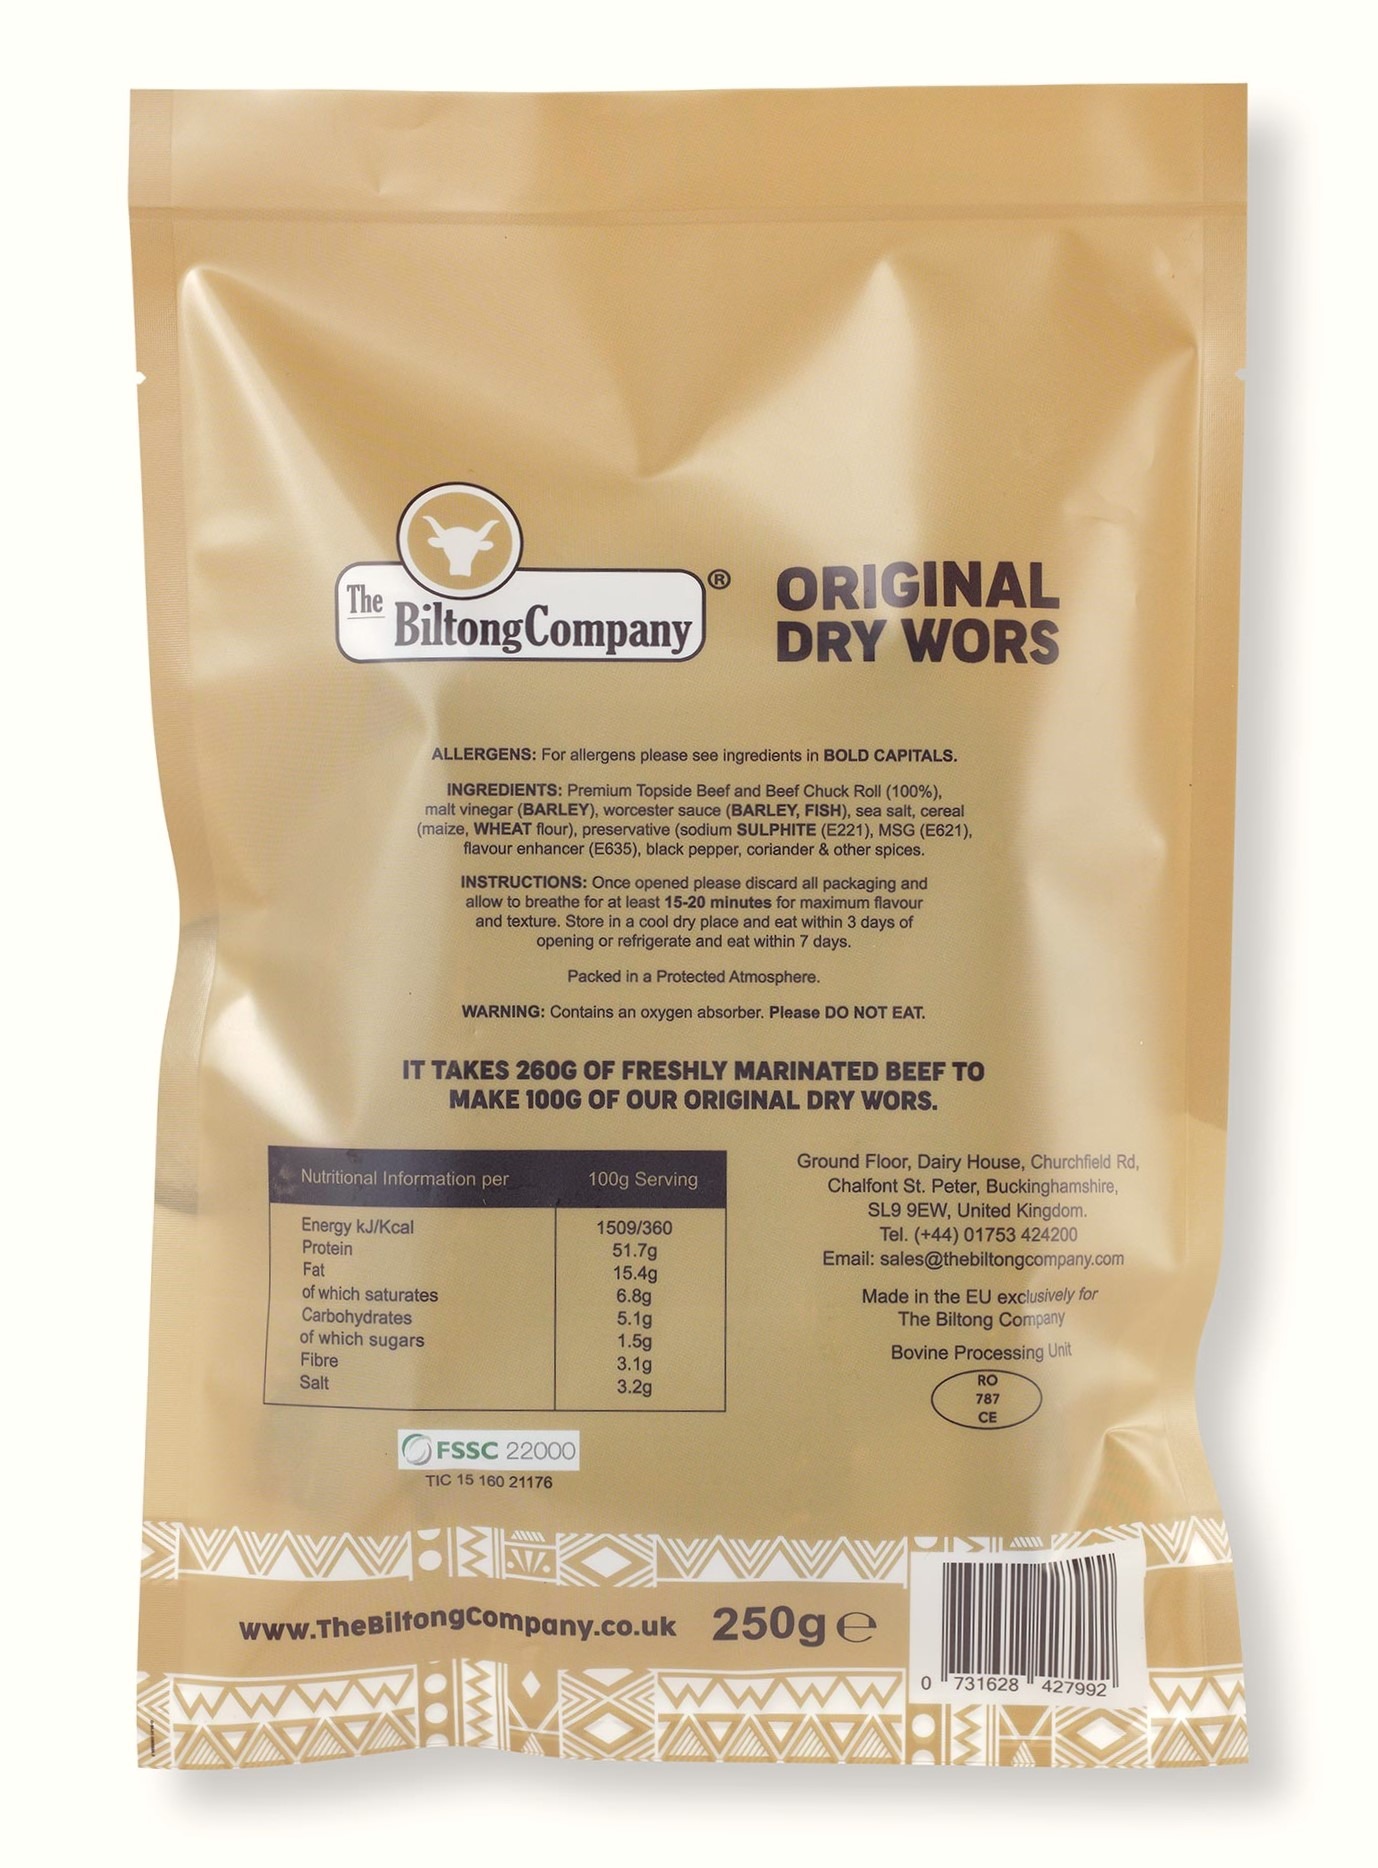 The
BiltongCompany®
ORIGINAL
DRY WORS
ALLERGENS: For allergens please see ingredients in BOLD CAPITALS.
INGREDIENTS: Premium Topside Beef and Beef Chuck Roll (100%),
malt vinegar (BARLEY), worcester sauce (BARLEY, FISH), sea salt, cereal
(maize, WHEAT flour), preservative (sodium SULPHITE (E221), MSG (E621),
flavour enhancer (E635), black pepper, coriander & other spices.
INSTRUCTIONS: Once opened please discard all packaging and
allow to breathe for at least 15-20 minutes for maximum flavour
and texture. Store in a cool dry place and eat within 3 days of
opening or refrigerate and eat within 7 days.
Packed in a Protected Atmosphere.
WARNING: Contains an oxygen absorber. Please DO NOT EAT.
IT TAKES 260G OF FRESHLY MARINATED BEEF TO
MAKE 100G OF OUR ORIGINAL DRY WORS.
Nutritional Information per 100g Serving
Energy kJ/Kcal 1509/360
Protein 51.7g
Fat 15.4g
of which saturates 6.8g
Carbohydrates 5.1g
of which sugars 1.5g
Fibre 3.1g
Salt 3.2g
Ground Floor, Dairy House, Churchfield Rd,
Chalfont St. Peter, Buckinghamshire,
SL9 9EW, United Kingdom.
Tel. (+44) 01753 424200
Email: sales@thebiltongcompany.com
Made in the EU exclusively for
The Biltong Company
Bovine Processing Unit
RO
787
CE
FSSC 22000
TIC 15 160 21176
www.TheBiltongCompany.co.uk
250g ℮
0 731628 427992